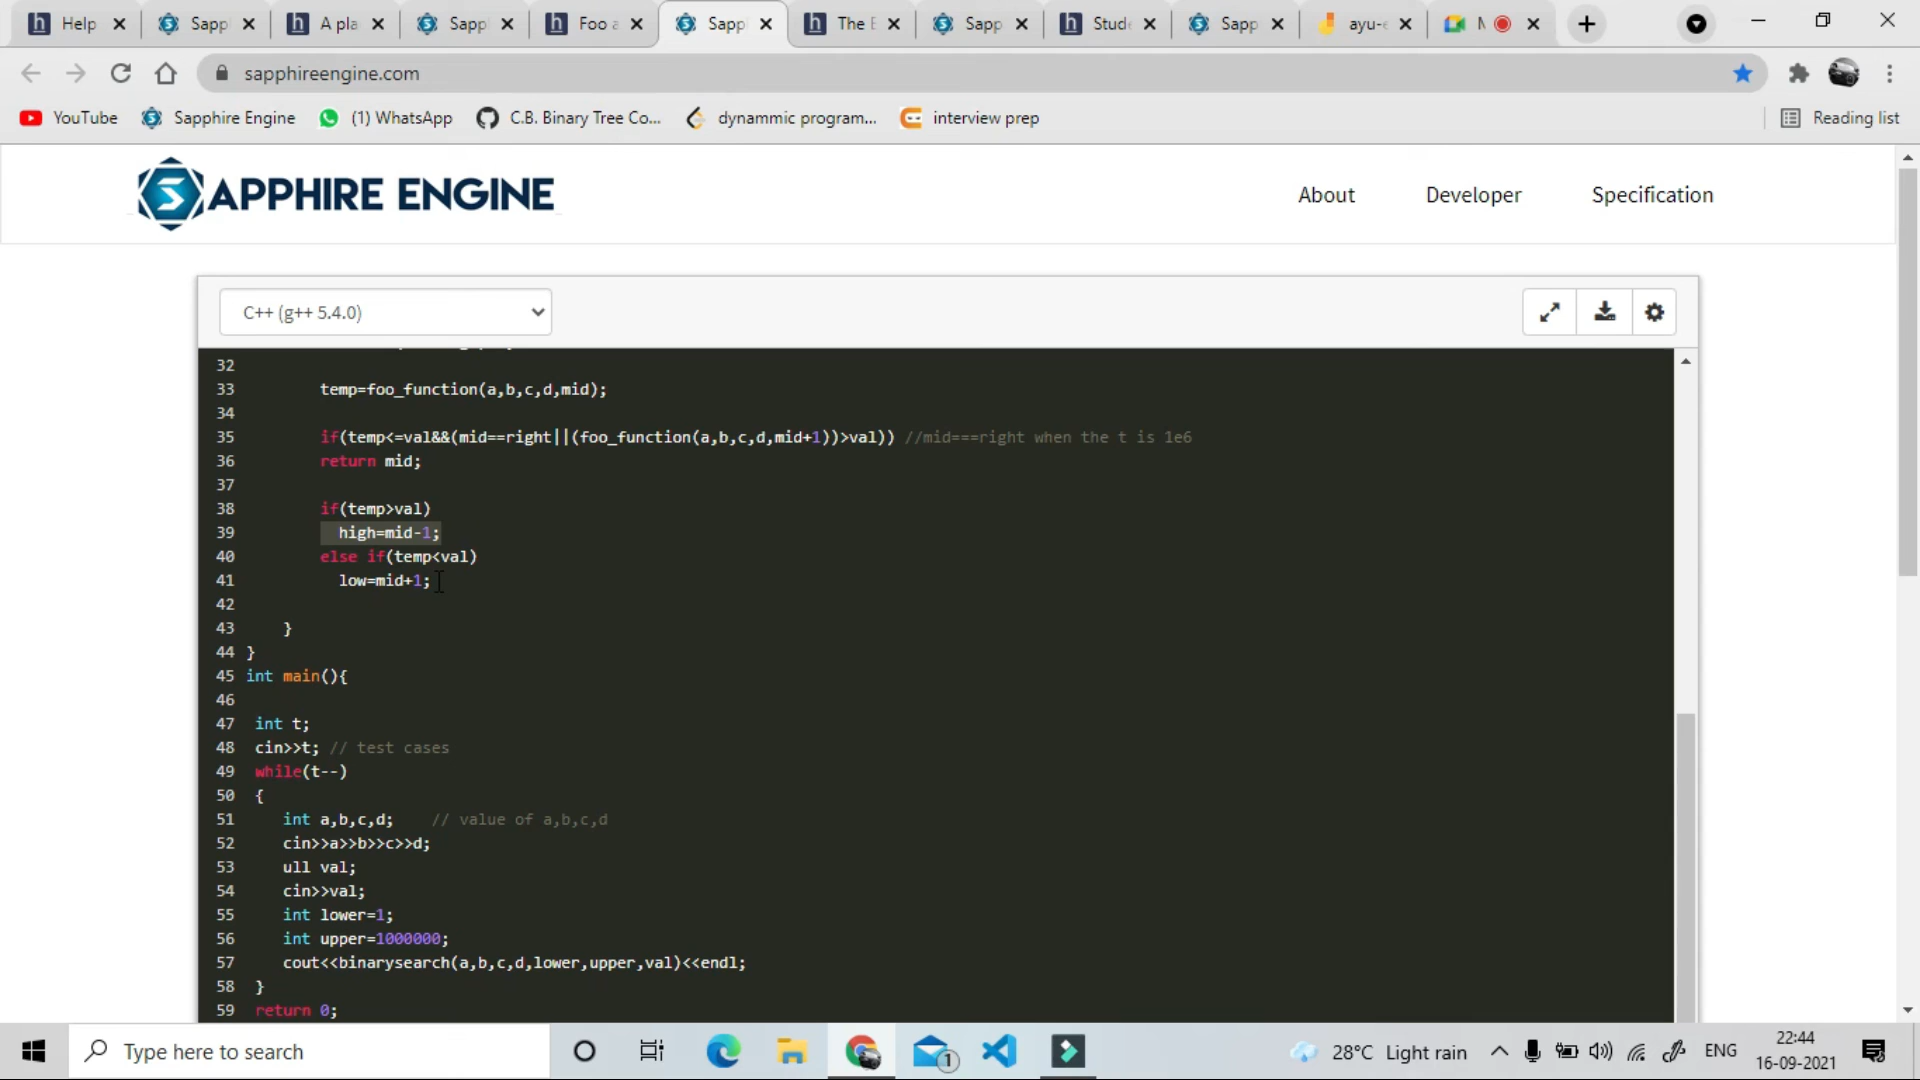 Help Sapp A pla Sapp Foo a Sapp The E Sapp Stud Sapp ayu-e M
sapphireengine.com
YouTube Sapphire Engine (1) WhatsApp C.B. Binary Tree Co... dynammic program... interview prep Reading list
SAPPHIRE ENGINE About Developer Specification
C++ (g++ 5.4.0)
32
33 temp=foo_function(a,b,c,d,mid);
34
35 if(temp<=val&&(mid==right||(foo_function(a,b,c,d,mid+1))>val)) //mid===right when the t is 1e6
36 return mid;
37
38 if(temp>val)
39 high=mid-1;
40 else if(temp<val)
41 low=mid+1;
42
43 }
44 }
45 int main(){
46
47 int t;
48 cin>>t; // test cases
49 while(t--)
50 {
51 int a,b,c,d; // value of a,b,c,d
52 cin>>a>>b>>c>>d;
53 ull val;
54 cin>>val;
55 int lower=1;
56 int upper=1000000;
57 cout<<binarysearch(a,b,c,d,lower,upper,val)<<endl;
58 }
59 return 0;
Type here to search 1 28°C Light rain ENG 22:44
16-09-2021